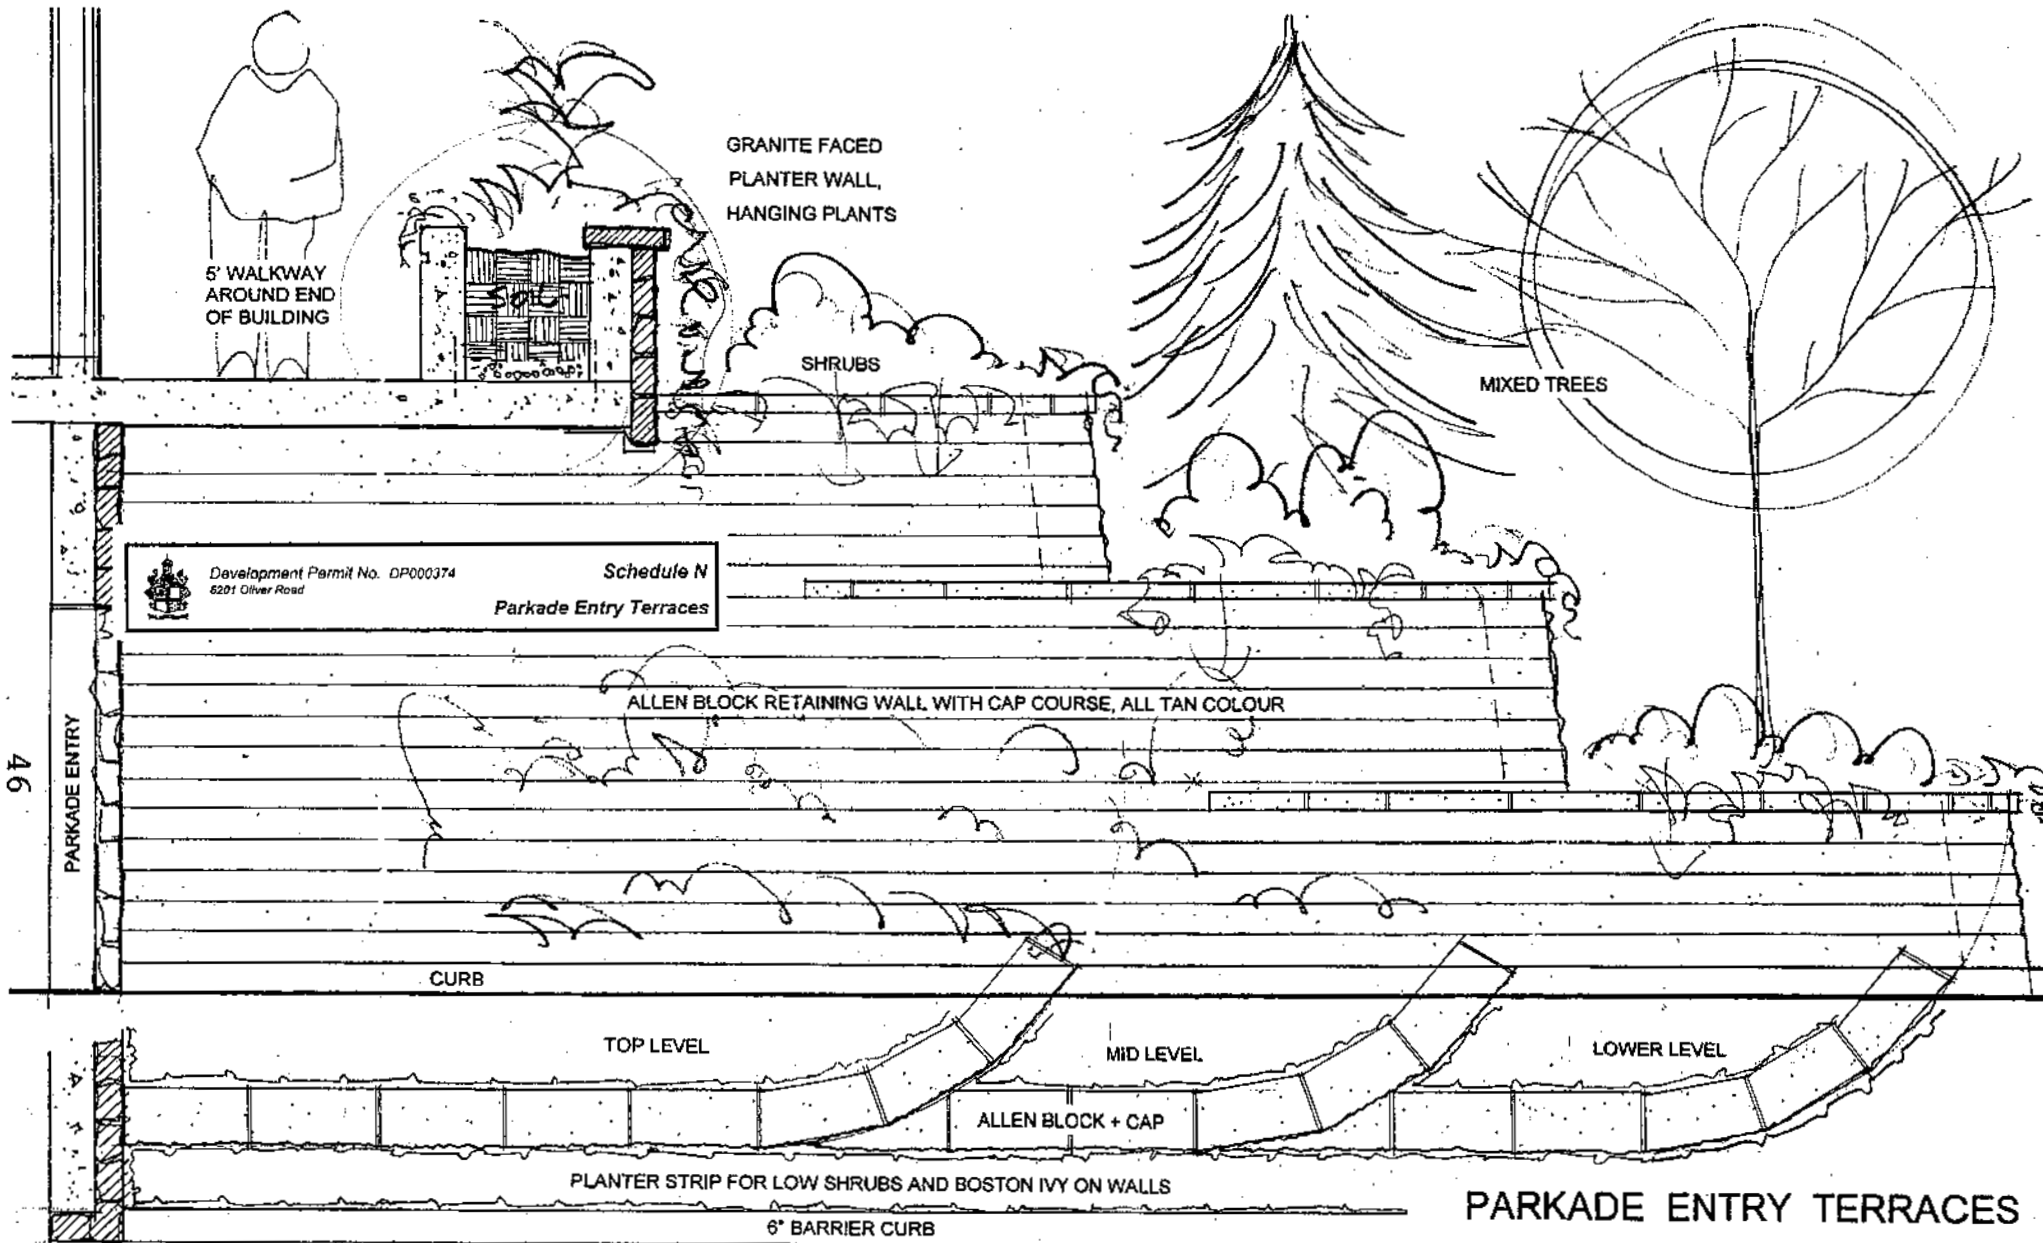 GRANITE FACED
PLANTER WALL,
HANGING PLANTS
5' WALKWAY
AROUND END
OF BUILDING
SOIL
SHRUBS
MIXED TREES
Development Permit No. DP000374
5201 Oliver Road
Schedule N
Parkade Entry Terraces
ALLEN BLOCK RETAINING WALL WITH CAP COURSE, ALL TAN COLOUR
PARKADE ENTRY
46
CURB
TOP LEVEL
MID LEVEL
LOWER LEVEL
ALLEN BLOCK + CAP
PLANTER STRIP FOR LOW SHRUBS AND BOSTON IVY ON WALLS
6" BARRIER CURB
PARKADE ENTRY TERRACES